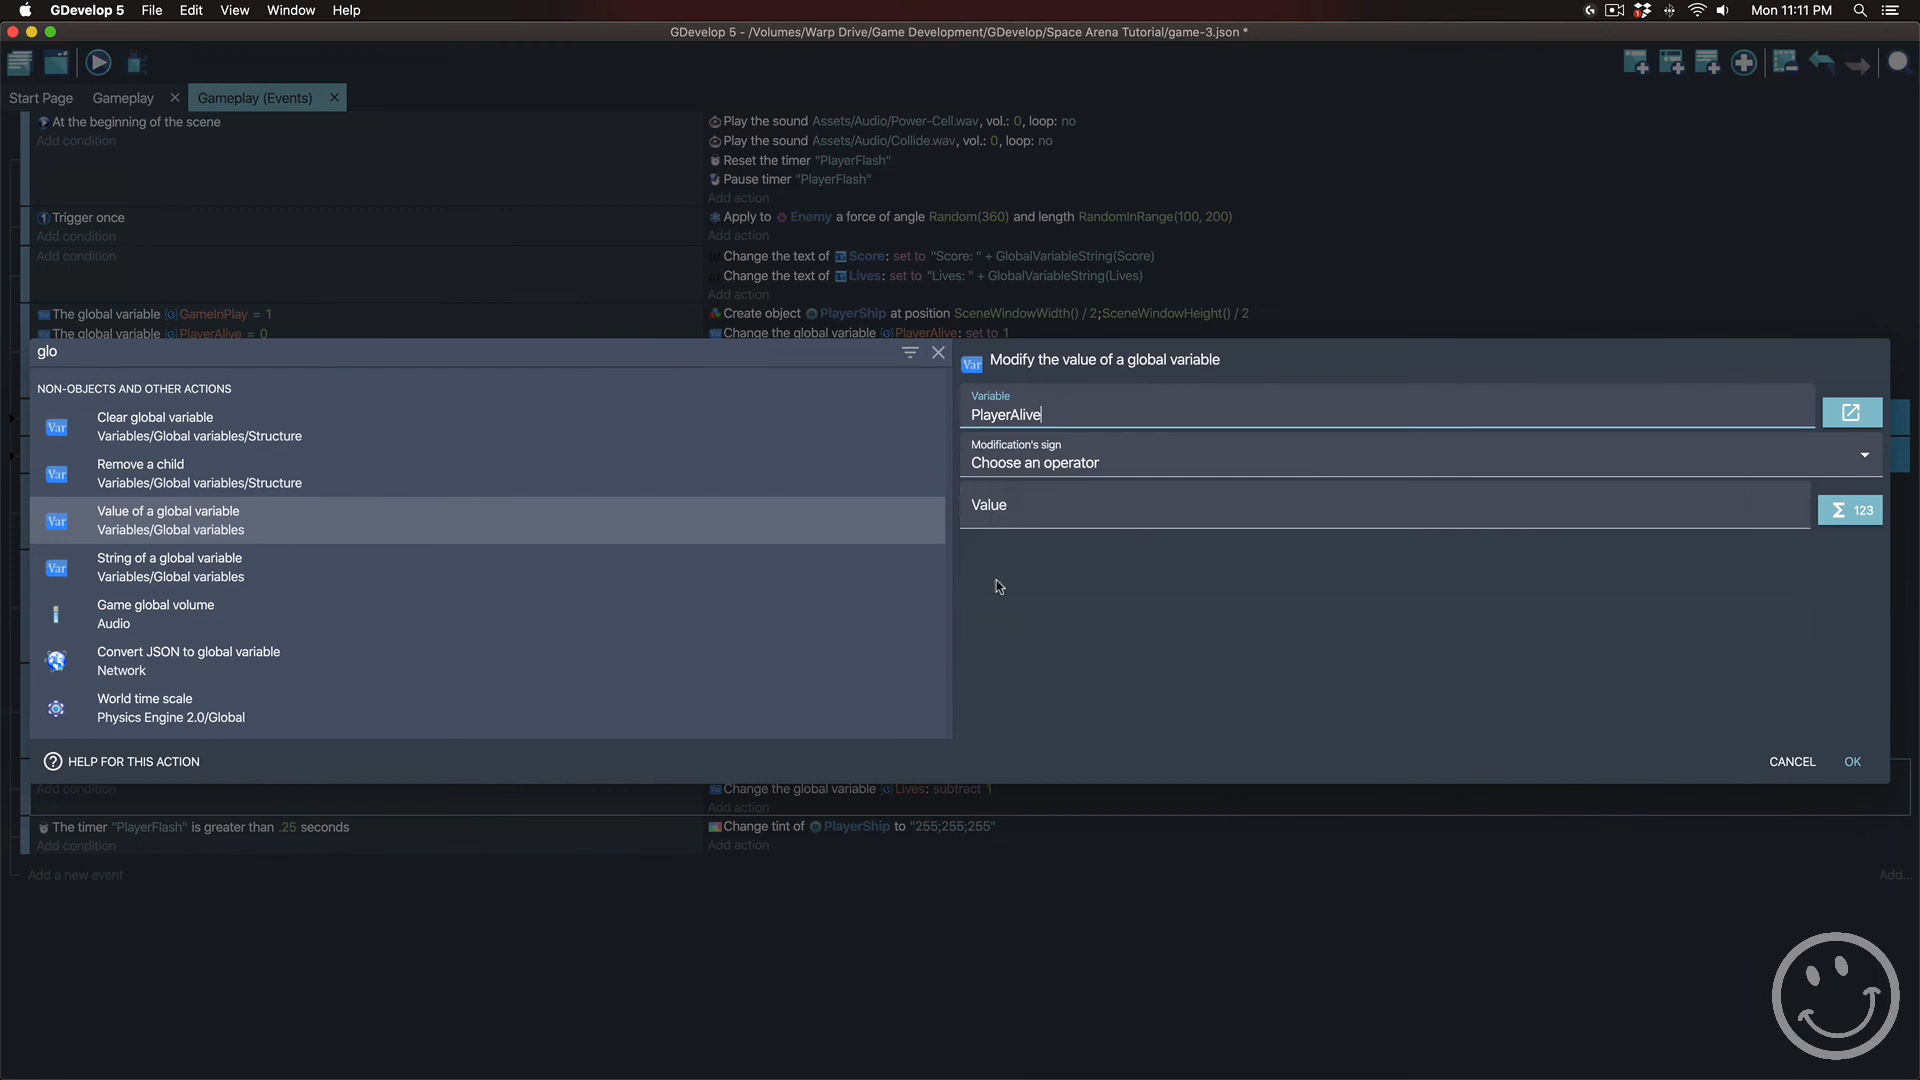 GDevelop 5 File Edit View Window Help Mon 11:11 PM
GDevelop 5 - /Volumes/Warp Drive/Game Development/GDevelop/Space Arena Tutorial/game-3.json *
Start Page Gameplay × Gameplay (Events) ×
At the beginning of the scene
Add condition
Play the sound Assets/Audio/Power-Cell.wav, vol.: 0, loop: no
Play the sound Assets/Audio/Collide.wav, vol.: 0, loop: no
Reset the timer "PlayerFlash"
Pause timer "PlayerFlash"
Add action
Trigger once
Add condition
Apply to Enemy a force of angle Random(360) and length RandomInRange(100, 200)
Add action
Add condition
Change the text of Score: set to "Score: " + GlobalVariableString(Score)
Change the text of Lives: set to "Lives: " + GlobalVariableString(Lives)
Add action
The global variable GameInPlay = 1
The global variable PlayerAlive = 0
Create object PlayerShip at position SceneWindowWidth() / 2;SceneWindowHeight() / 2
Change the global variable PlayerAlive: set to 1
glo
NON-OBJECTS AND OTHER ACTIONS
Var Clear global variable
Variables/Global variables/Structure
Var Remove a child
Variables/Global variables/Structure
Var Value of a global variable
Variables/Global variables
Var String of a global variable
Variables/Global variables
Game global volume
Audio
Convert JSON to global variable
Network
World time scale
Physics Engine 2.0/Global
HELP FOR THIS ACTION
Var Modify the value of a global variable
Variable
PlayerAlive
Modification's sign
Choose an operator
Value
Σ 123
CANCEL OK
Add condition
Change the global variable Lives: subtract 1
Add action
The timer "PlayerFlash" is greater than .25 seconds
Add condition
Change tint of PlayerShip to "255;255;255"
Add action
Add a new event Add...